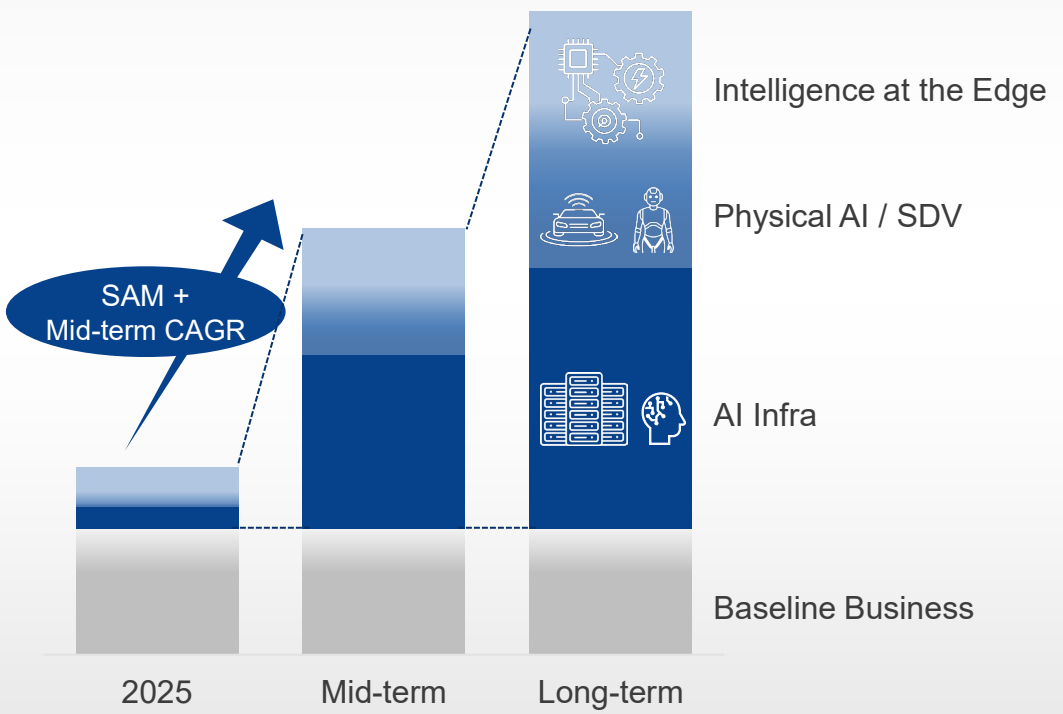 Intelligence at the Edge
Physical AI / SDV
SAM +
Mid-term CAGR
AI Infra
Baseline Business
2025
Mid-term
Long-term